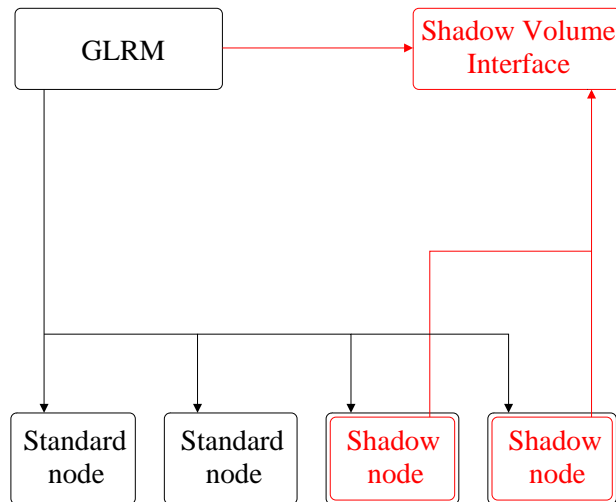 GLRM
Shadow Volume
Interface
Standard
node
Standard
node
Shadow
node
Shadow
node